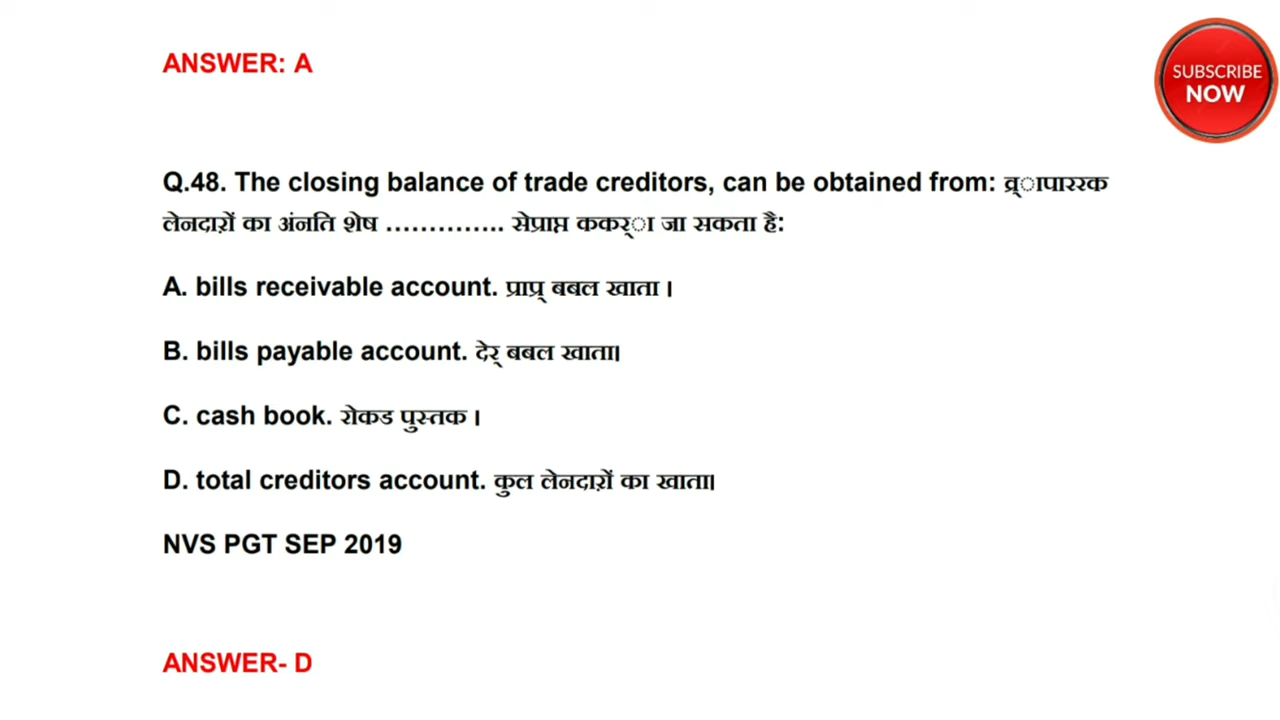 ANSWER: A
SUBSCRIBE
NOW
Q.48. The closing balance of trade creditors, can be obtained from: व्र्ापाररक
लेनदाऱों का अंनति शेष ………….. सेप्राप्त ककर््ा जा सकता है:
A. bills receivable account. प्राप्र् बबल खाता ।
B. bills payable account. देर् बबल खाता।
C. cash book. रोकड पुस्तक ।
D. total creditors account. कुल लेनदाऱों का खाता।
NVS PGT SEP 2019
ANSWER- D